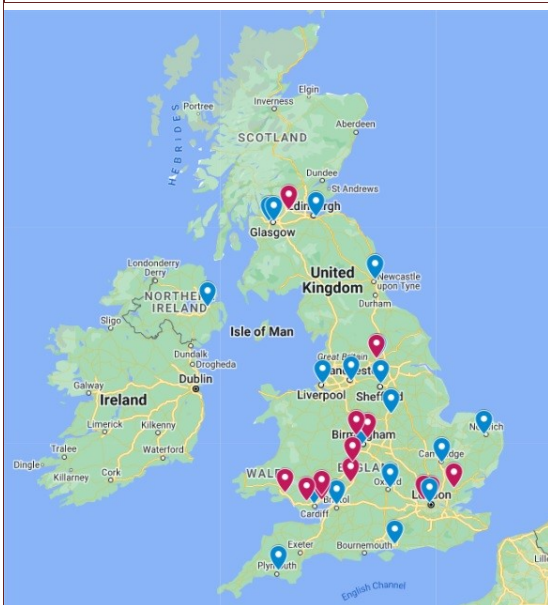 Elgin
Inverness
Portree
HEBRIDES
Aberdeen
SCOTLAND
Dundee
St Andrews
Edinburgh
Glasgow
Londonderry
Derry
United
Kingdom
Newcastle
upon Tyne
NORTHERN
IRELAND
Durham
Sligo
Isle of Man
Great Britain
Dundalk
Drogheda
Dublin
Liverpool
Sheffield
Galway
Ireland
Limerick
Kilkenny
Birmingham
Tralee
Waterford
Dingle
Killarney
Cork
London
Bristol
Cardiff
Exeter
Bournemouth
Plymouth
English Channel